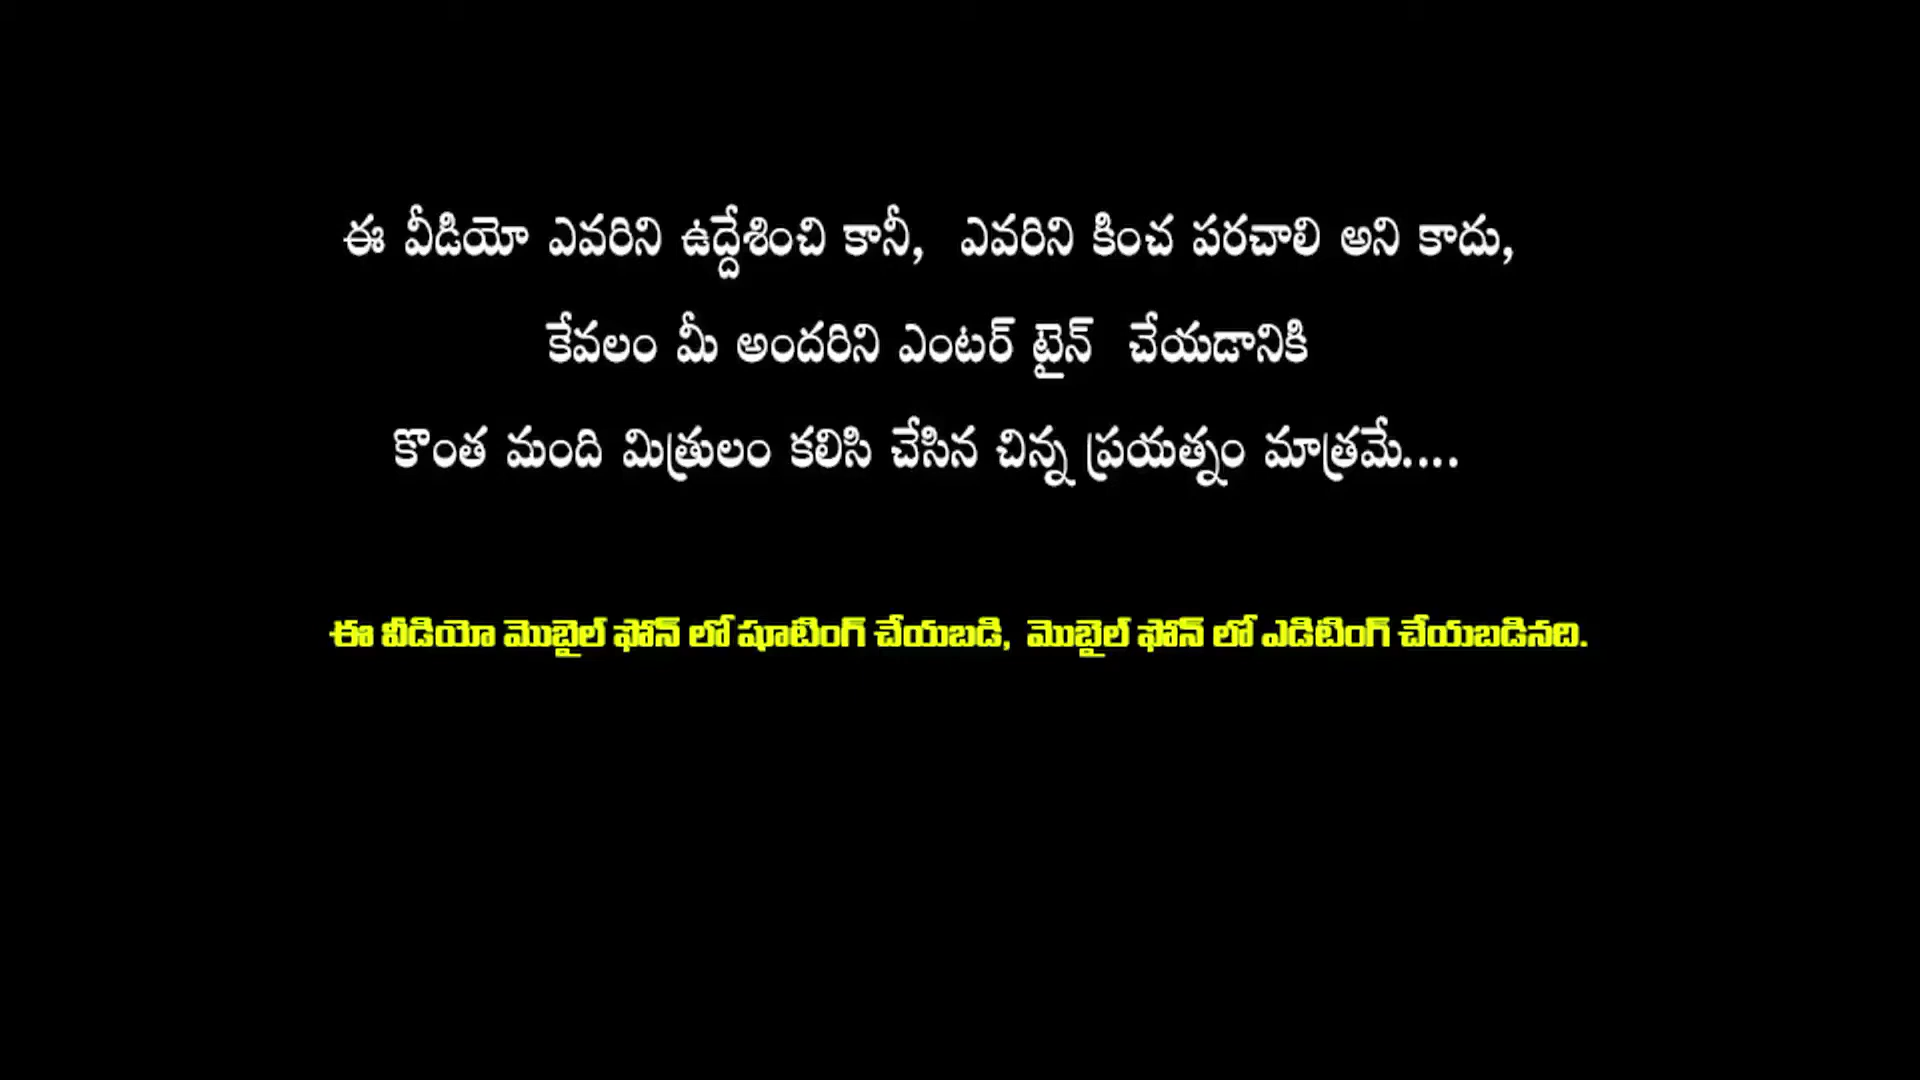 ఈ వీడియో ఎవరిని ఉద్దేశించి కానీ, ఎవరిని కించ పరచాలి అని కాదు,
కేవలం మీ అందరిని ఎంటర్ టైన్ చేయడానికి
కొంత మంది మిత్రులం కలిసి చేసిన చిన్న ప్రయత్నం మాత్రమే....
ఈ వీడియో మొబైల్ ఫోన్ లో షూటింగ్ చేయబడి, మొబైల్ ఫోన్ లో ఎడిటింగ్ చేయబడినది.